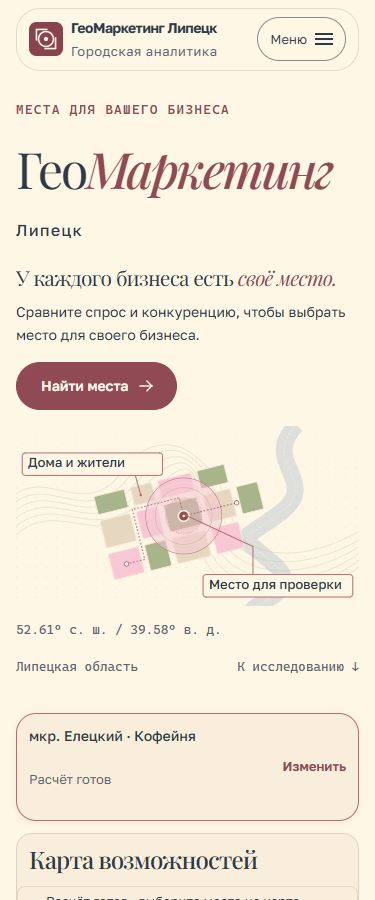 ГеоМаркетинг Липецк
Городская аналитика
Меню
МЕСТА ДЛЯ ВАШЕГО БИЗНЕСА
ГеоМаркетинг
Липецк
У каждого бизнеса есть своё место.
Сравните спрос и конкуренцию, чтобы выбрать
место для своего бизнеса.
Найти места →
Дома и жители
Место для проверки
52.61° с. ш. / 39.58° в. д.
Липецкая область
К исследованию ↓
мкр. Елецкий · Кофейня
Изменить
Расчёт готов
Карта возможностей